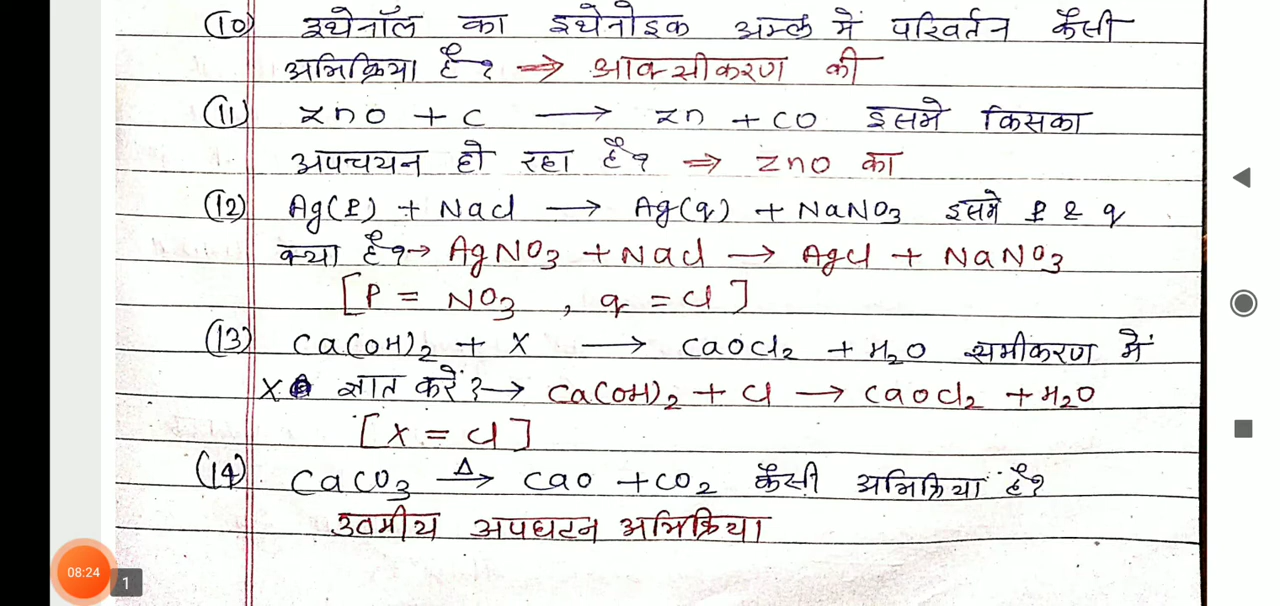 (10) इथेनॉल का इथेनोइक अम्ल में परिवर्तन कैसी
अभिक्रिया है? ⇒ आक्सीकरण की
(11) ZnO + C → Zn + CO इसमे किसका
अपचयन हो रहा है? ⇒ ZnO का
(12) Ag(P) + NaCl → Ag(q) + NaNO3 इसमे P & q
क्या है?→ AgNO3 + NaCl → AgCl + NaNO3
[P = NO3 , q = Cl]
(13) Ca(OH)2 + X → CaOCl2 + H2O समीकरण में
X ज्ञात करें?→ Ca(OH)2 + Cl → CaOCl2 + H2O
[X = Cl]
(14) CaCO3 Δ→ CaO + CO2 कैसी अभिक्रिया है?
उष्मीय अपघटन अभिक्रिया
08:24
1